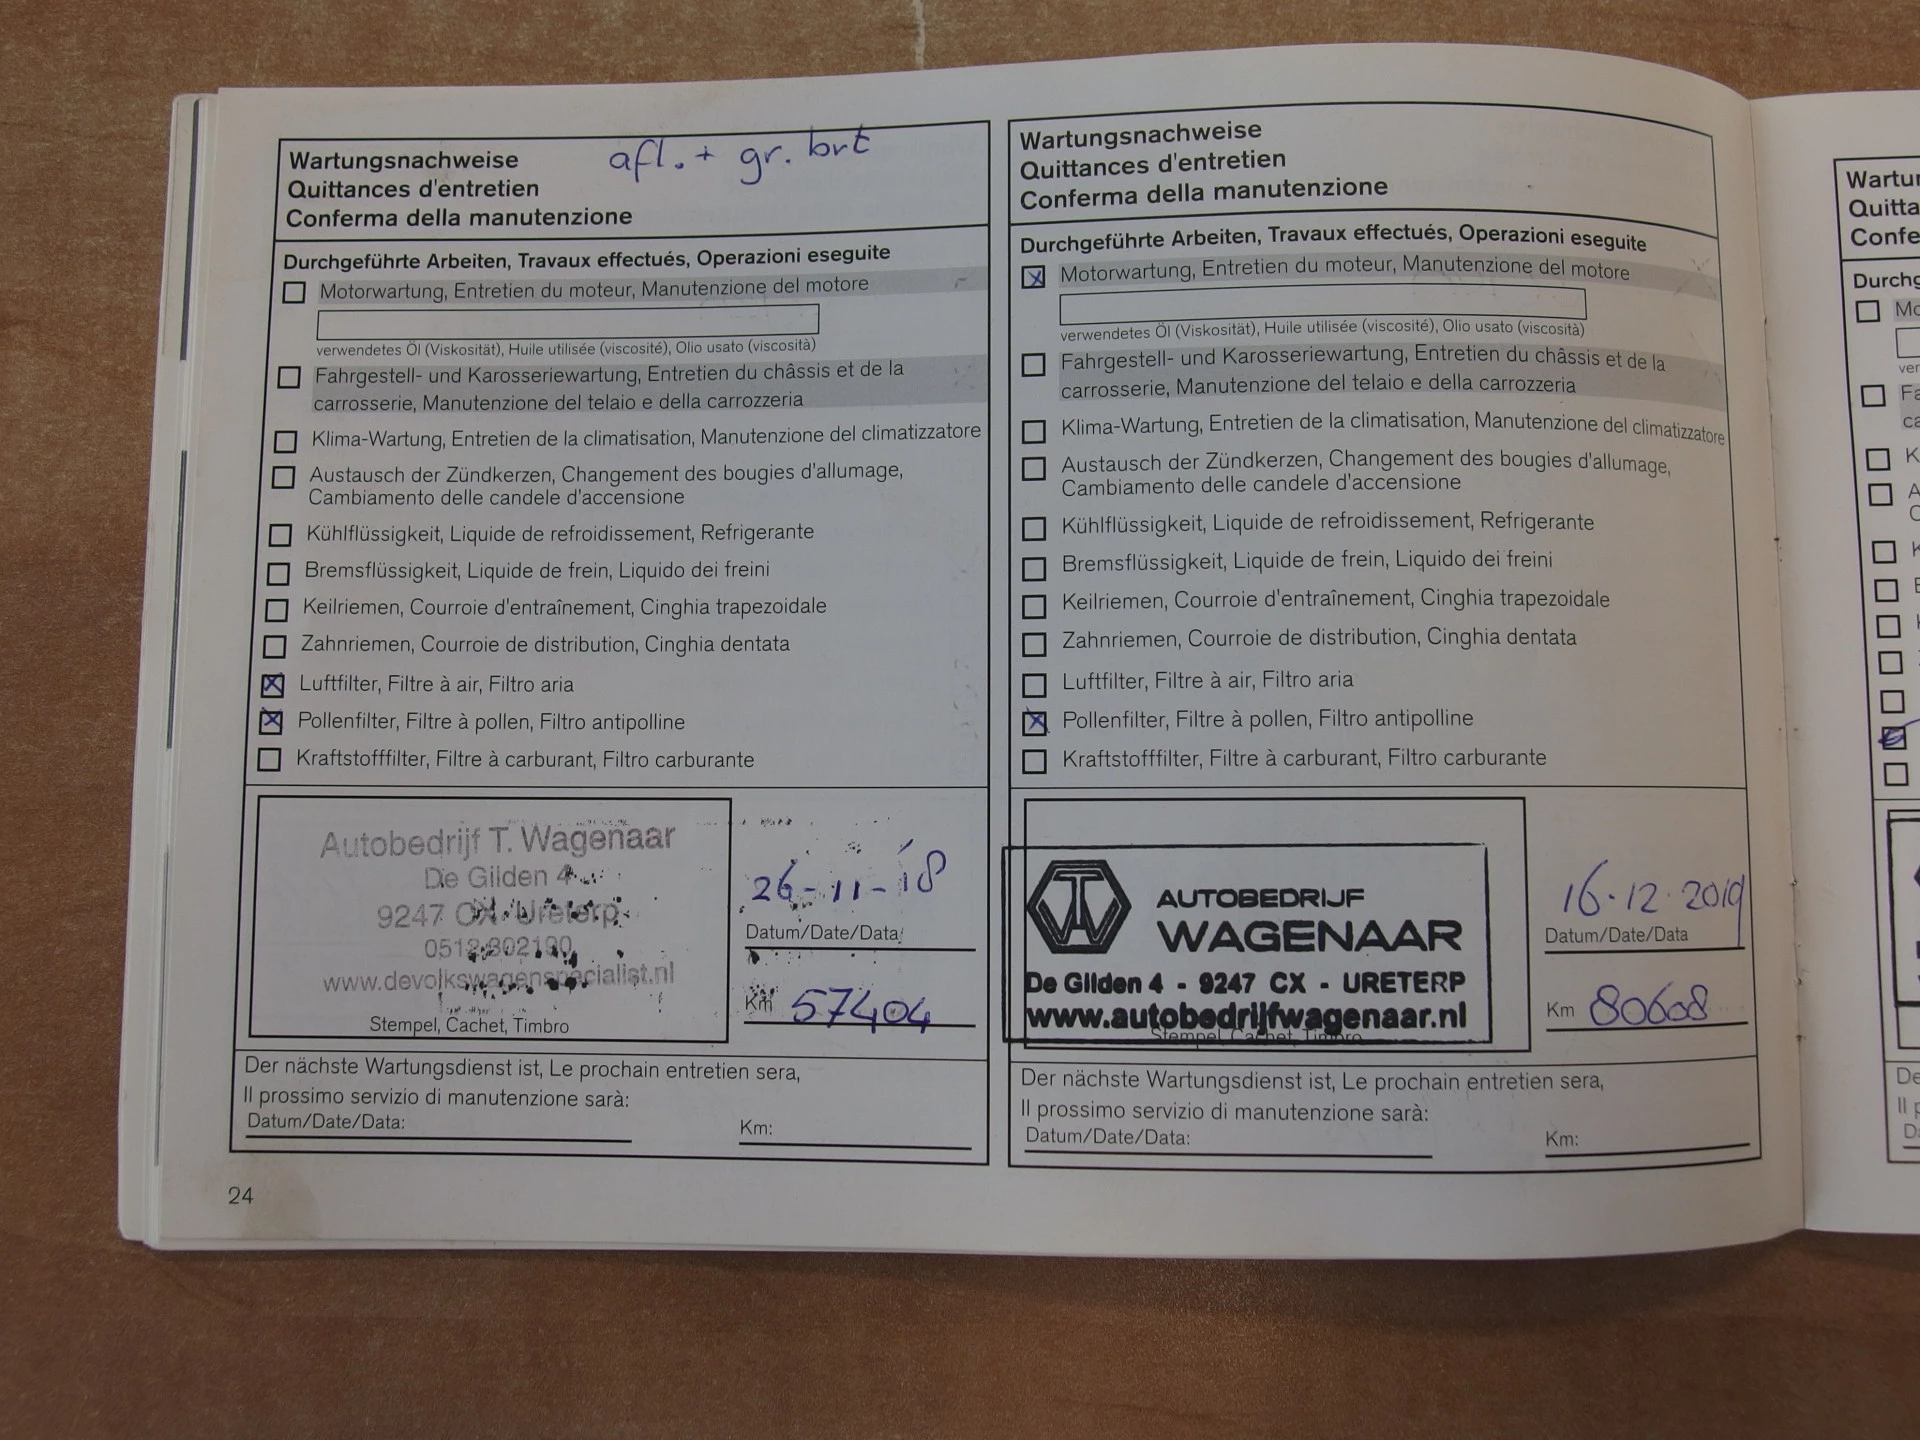 Wartungsnachweise
Quittances d'entretien
Conferma della manutenzione
afl. + gr. brt
Durchgeführte Arbeiten, Travaux effectués, Operazioni eseguite
Motorwartung, Entretien du moteur, Manutenzione del motore
verwendetes Öl (Viskosität), Huile utilisée (viscosité), Olio usato (viscosità)
Fahrgestell- und Karosseriewartung, Entretien du châssis et de la
carrosserie, Manutenzione del telaio e della carrozzeria
Klima-Wartung, Entretien de la climatisation, Manutenzione del climatizzatore
Austausch der Zündkerzen, Changement des bougies d'allumage,
Cambiamento delle candele d'accensione
Kühlflüssigkeit, Liquide de refroidissement, Refrigerante
Bremsflüssigkeit, Liquide de frein, Liquido dei freini
Keilriemen, Courroie d'entraînement, Cinghia trapezoidale
Zahnriemen, Courroie de distribution, Cinghia dentata
Luftfilter, Filtre à air, Filtro aria
Pollenfilter, Filtre à pollen, Filtro antipolline
Kraftstofffilter, Filtre à carburant, Filtro carburante
Autobedrijf T. Wagenaar
De Gilden 4
9247 CX Ureterp
0512-302190
www.devolkswagenspecialist.nl
Stempel, Cachet, Timbro
26-11-'18
Datum/Date/Data
Km 57404
Der nächste Wartungsdienst ist, Le prochain entretien sera,
Il prossimo servizio di manutenzione sarà:
Datum/Date/Data:
Km:
24
Wartungsnachweise
Quittances d'entretien
Conferma della manutenzione
Durchgeführte Arbeiten, Travaux effectués, Operazioni eseguite
Motorwartung, Entretien du moteur, Manutenzione del motore
verwendetes Öl (Viskosität), Huile utilisée (viscosité), Olio usato (viscosità)
Fahrgestell- und Karosseriewartung, Entretien du châssis et de la
carrosserie, Manutenzione del telaio e della carrozzeria
Klima-Wartung, Entretien de la climatisation, Manutenzione del climatizzatore
Austausch der Zündkerzen, Changement des bougies d'allumage,
Cambiamento delle candele d'accensione
Kühlflüssigkeit, Liquide de refroidissement, Refrigerante
Bremsflüssigkeit, Liquide de frein, Liquido dei freini
Keilriemen, Courroie d'entraînement, Cinghia trapezoidale
Zahnriemen, Courroie de distribution, Cinghia dentata
Luftfilter, Filtre à air, Filtro aria
Pollenfilter, Filtre à pollen, Filtro antipolline
Kraftstofffilter, Filtre à carburant, Filtro carburante
AUTOBEDRIJF
WAGENAAR
De Gilden 4 - 9247 CX - URETERP
www.autobedrijfwagenaar.nl
Stempel, Cachet, Timbro
16.12.2019
Datum/Date/Data
Km 80608
Der nächste Wartungsdienst ist, Le prochain entretien sera,
Il prossimo servizio di manutenzione sarà:
Datum/Date/Data:
Km: